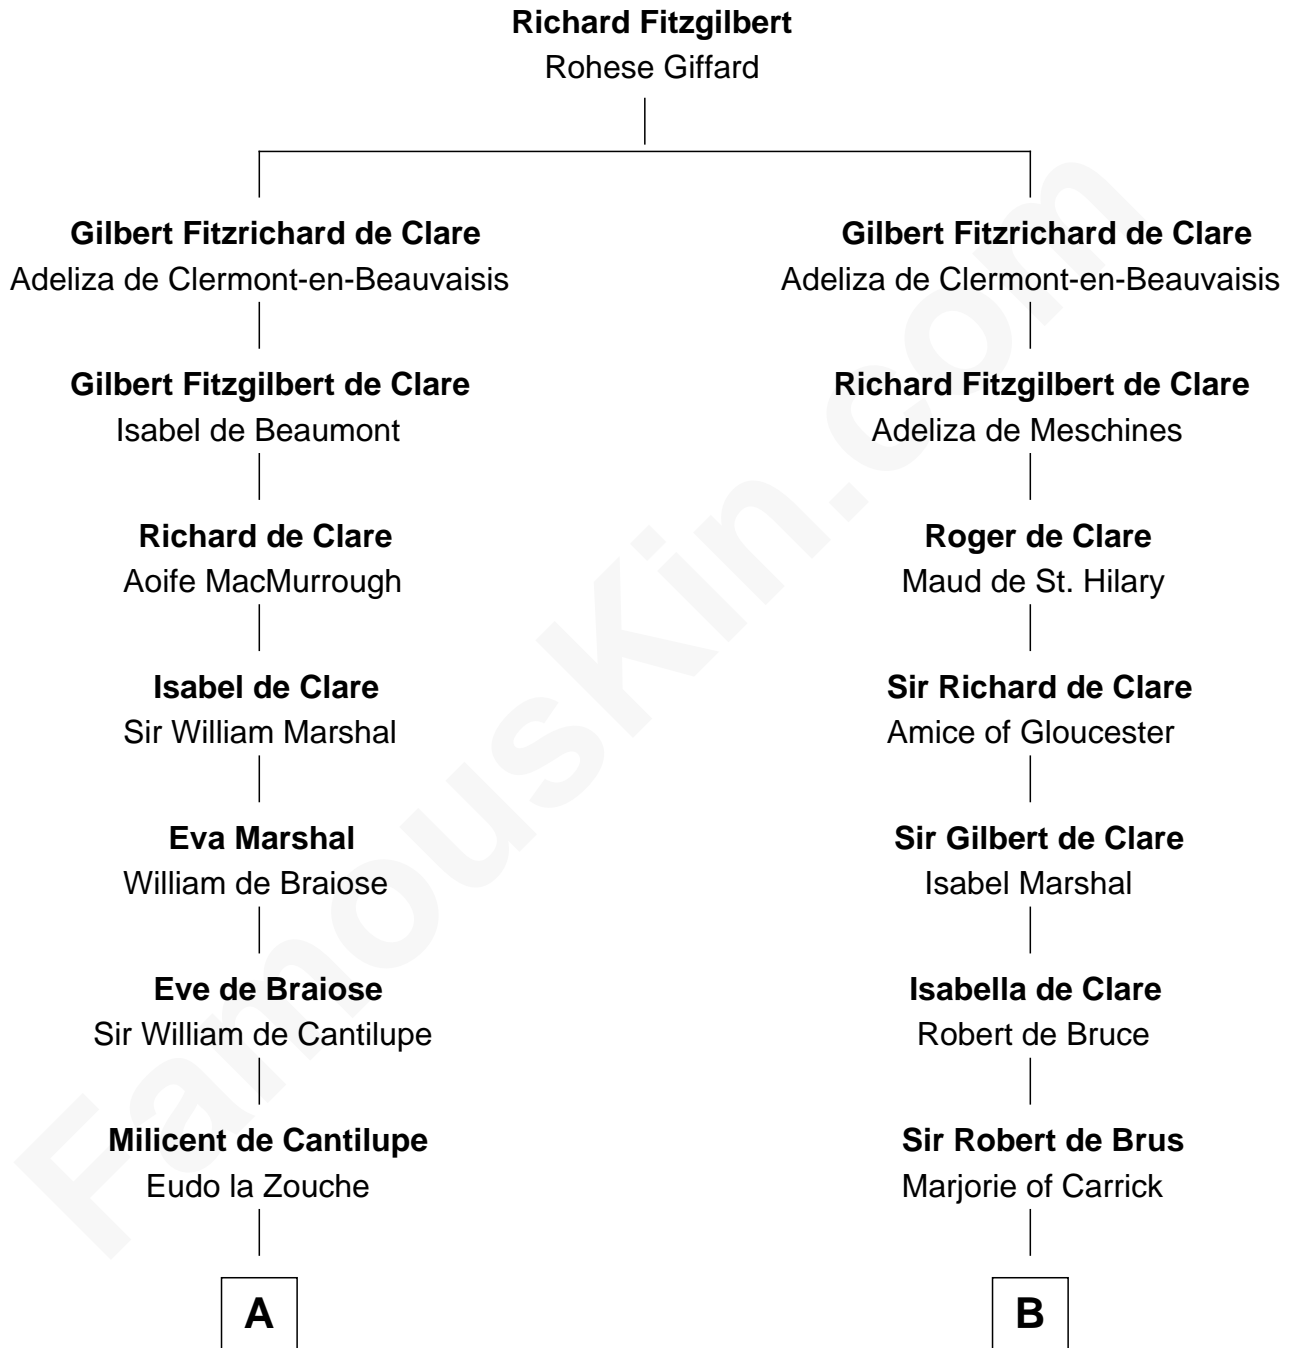 Richard Fitzgilbert
Rohese Giffard
Gilbert Fitzrichard de Clare
Adeliza de Clermont-en-Beauvaisis
Gilbert Fitzrichard de Clare
Adeliza de Clermont-en-Beauvaisis
Gilbert Fitzgilbert de Clare
Isabel de Beaumont
Richard Fitzgilbert de Clare
Adeliza de Meschines
Richard de Clare
Aoife MacMurrough
Roger de Clare
Maud de St. Hilary
Isabel de Clare
Sir William Marshal
Sir Richard de Clare
Amice of Gloucester
Eva Marshal
William de Braiose
Sir Gilbert de Clare
Isabel Marshal
Eve de Braiose
Sir William de Cantilupe
Isabella de Clare
Robert de Bruce
Milicent de Cantilupe
Eudo la Zouche
Sir Robert de Brus
Marjorie of Carrick
A
B
FamousKin.com